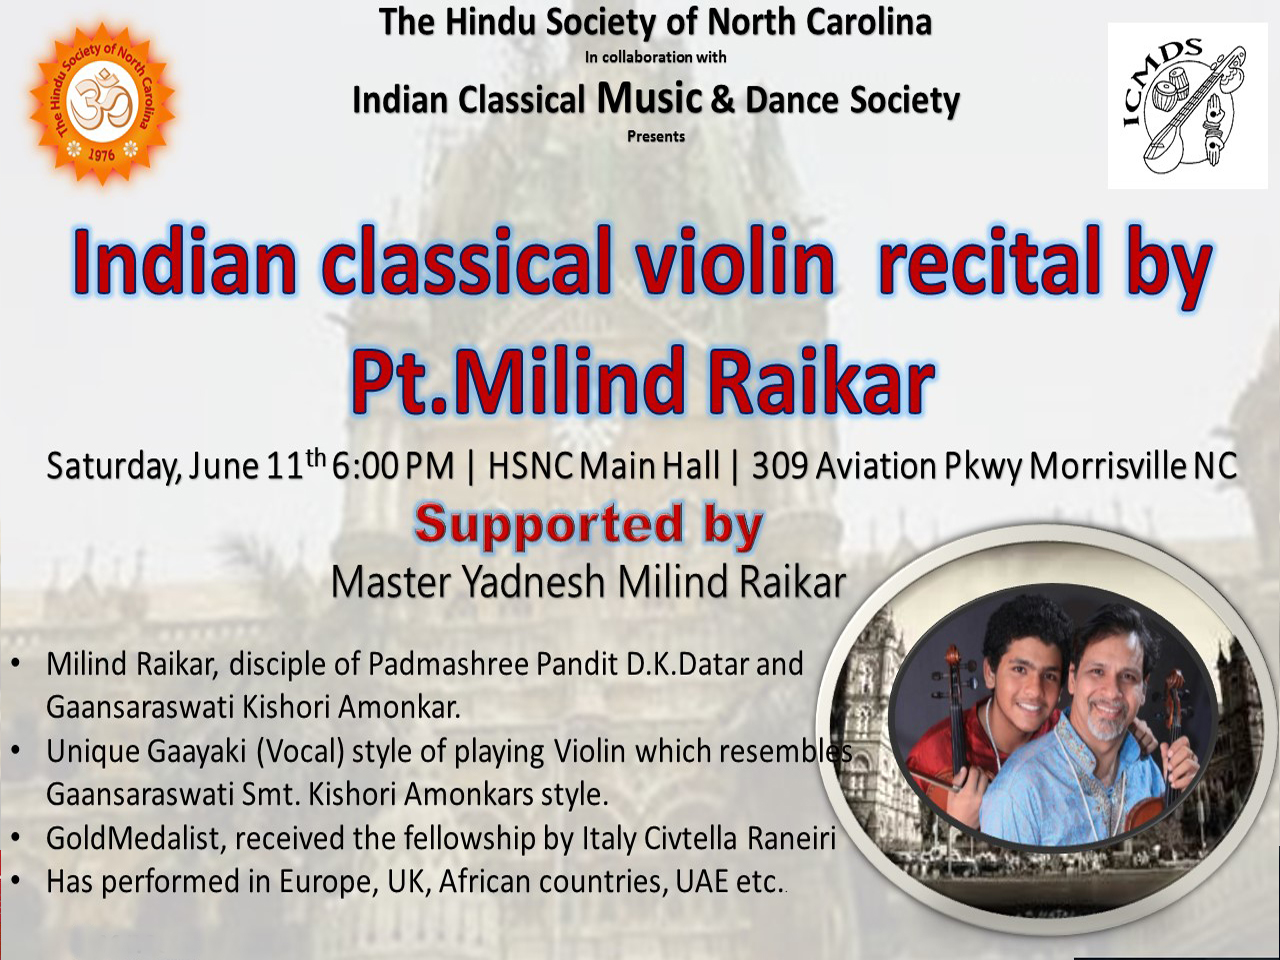 The Hindu Society of North Carolina
In collaboration with
Indian Classical Music & Dance Society
Presents
The Hindu Society of North Carolina
ॐ
1976
ICMDS
Indian classical violin recital by
Pt.Milind Raikar
Saturday, June 11th 6:00 PM | HSNC Main Hall | 309 Aviation Pkwy Morrisville NC
Supported by
Master Yadnesh Milind Raikar
• Milind Raikar, disciple of Padmashree Pandit D.K.Datar and
Gaansaraswati Kishori Amonkar.
• Unique Gaayaki (Vocal) style of playing Violin which resembles
Gaansaraswati Smt. Kishori Amonkars style.
• GoldMedalist, received the fellowship by Italy Civtella Raneiri
• Has performed in Europe, UK, African countries, UAE etc..